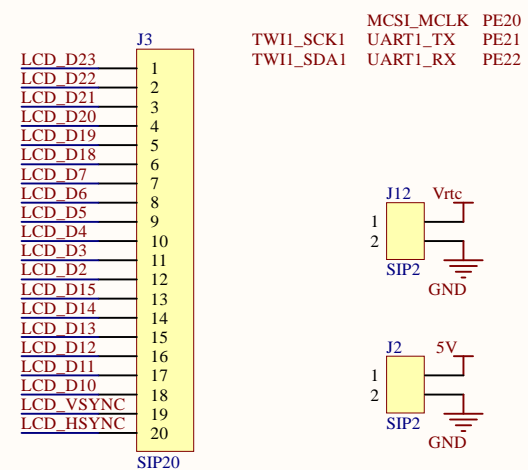 MCSI_MCLK PE20
TWI1_SCK1 UART1_TX PE21
TWI1_SDA1 UART1_RX PE22
J3
LCD_D23 1
LCD_D22 2
LCD_D21 3
LCD_D20 4
LCD_D19 5
LCD_D18 6
LCD_D7 7
LCD_D6 8
LCD_D5 9
LCD_D4 10
LCD_D3 11
LCD_D2 12
LCD_D15 13
LCD_D14 14
LCD_D13 15
LCD_D12 16
LCD_D11 17
LCD_D10 18
LCD_VSYNC 19
LCD_HSYNC 20
SIP20
J12 Vrtc
1
2
SIP2
GND
J2 5V
1
2
SIP2
GND